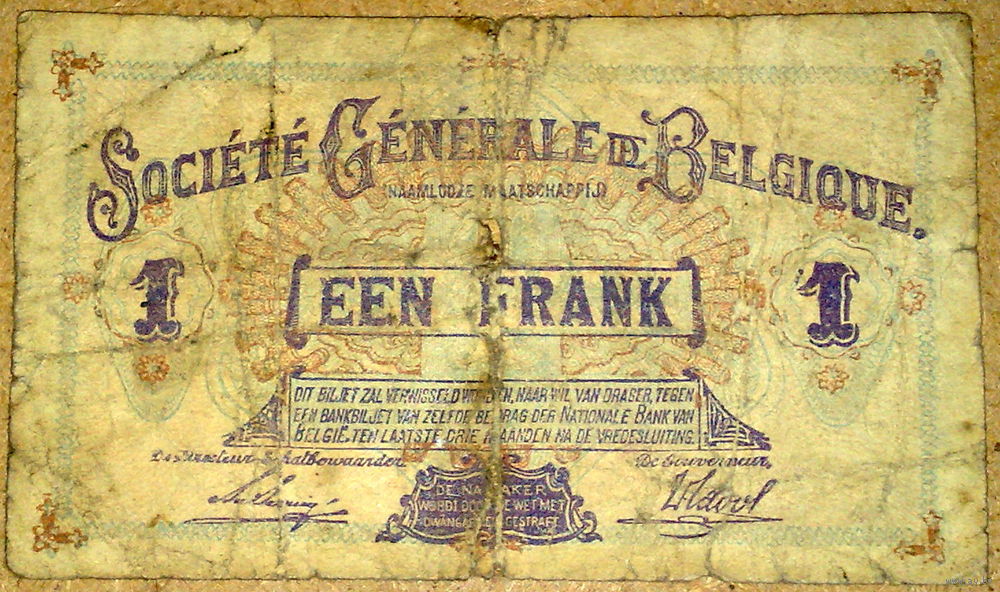 SOCIÉTÉ GÉNÉRALE DE BELGIQUE.
(NAAMLOOZE MAATSCHAPPIJ)
1 EEN FRANK 1
DIT BILJET ZAL VERWISSELD WORDEN, NAAR WIL VAN DRAGER, TEGEN
EEN BANKBILJET VAN ZELFDE BEDRAG DER NATIONALE BANK VAN
BELGIË, TEN LAATSTE DRIE MAANDEN NA DE VREDESLUITING.
De Directeur-Schatbewaarder, De Gouverneur,
DE NAMAKER
WORDT DOOR DE WET MET
DWANGARBEID GESTRAFT.